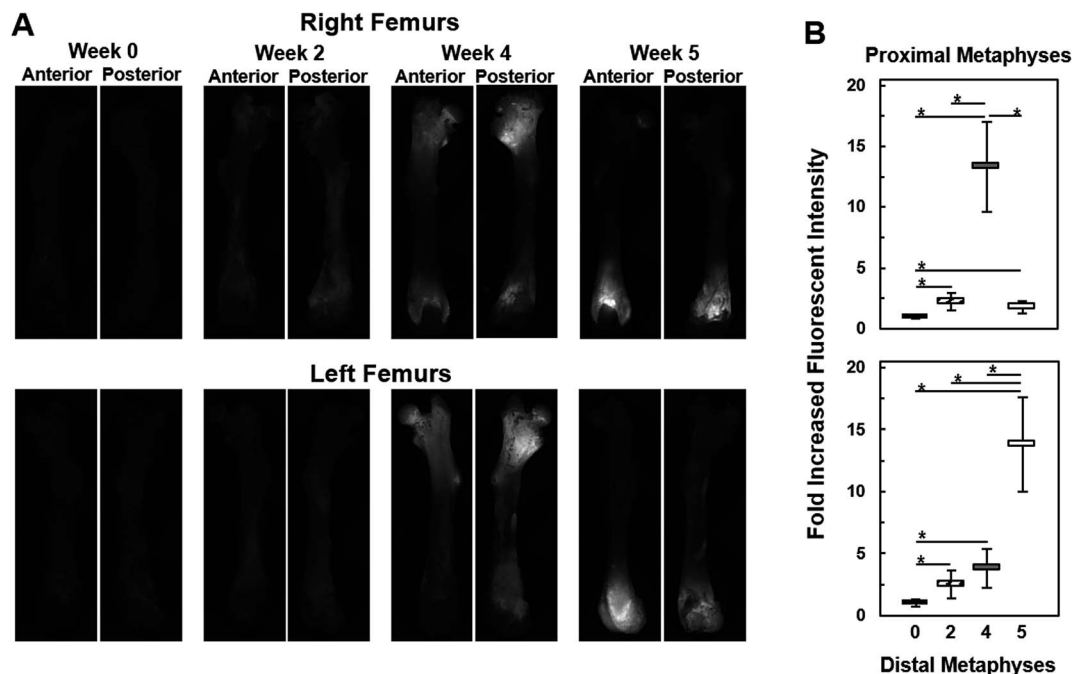 A
Right Femurs
Week 0 Week 2 Week 4 Week 5
Anterior Posterior Anterior Posterior Anterior Posterior Anterior Posterior
Left Femurs
B
Proximal Metaphyses
Fold Increased Fluorescent Intensity
20
15
10
5
0
* * *
*
*
20
15
10
5
0
* * *
*
*
0 2 4 5
Distal Metaphyses